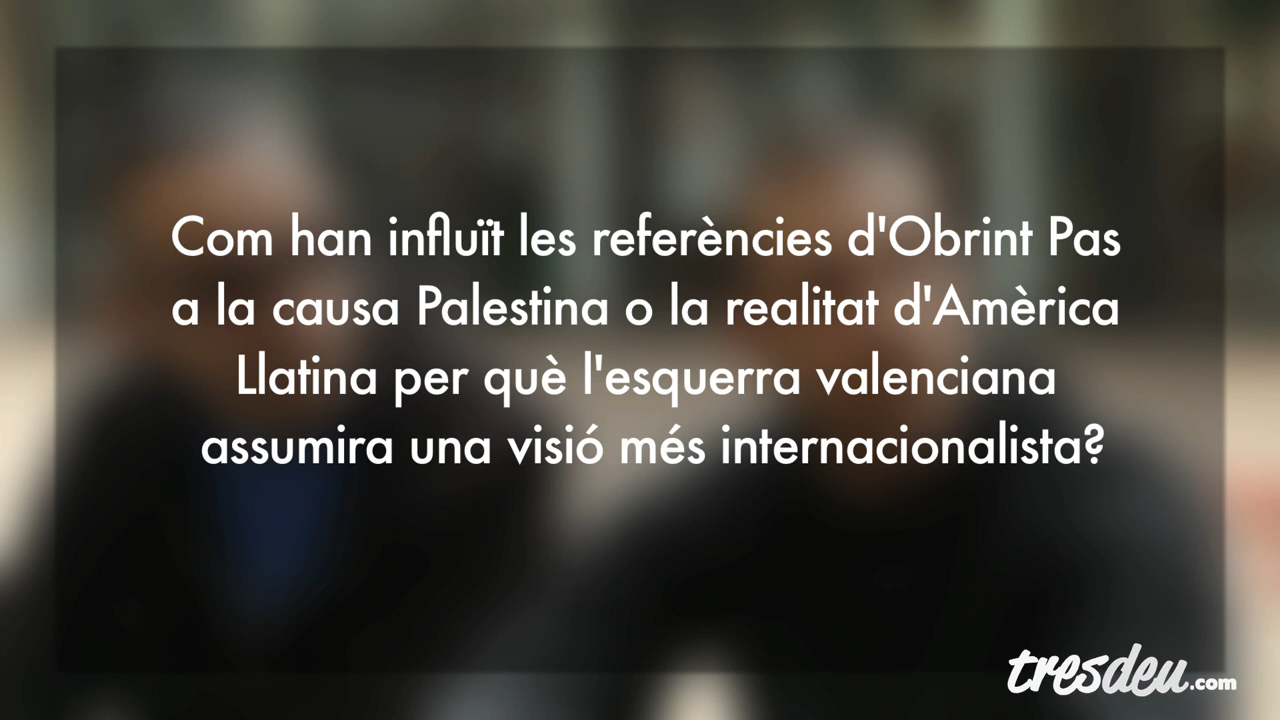 Com han influït les referències d'Obrint Pas
a la causa Palestina o la realitat d'Amèrica
Llatina per què l'esquerra valenciana
assumira una visió més internacionalista?
tresdeu.com